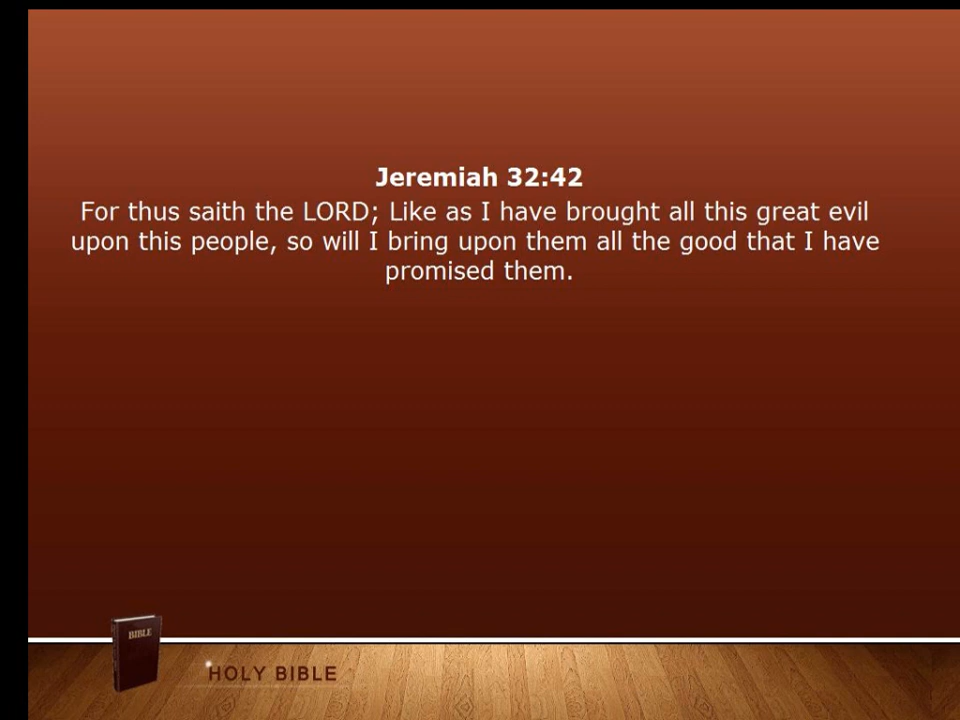 Jeremiah 32:42
For thus saith the LORD; Like as I have brought all this great evil
upon this people, so will I bring upon them all the good that I have
promised them.
BIBLE
HOLY BIBLE